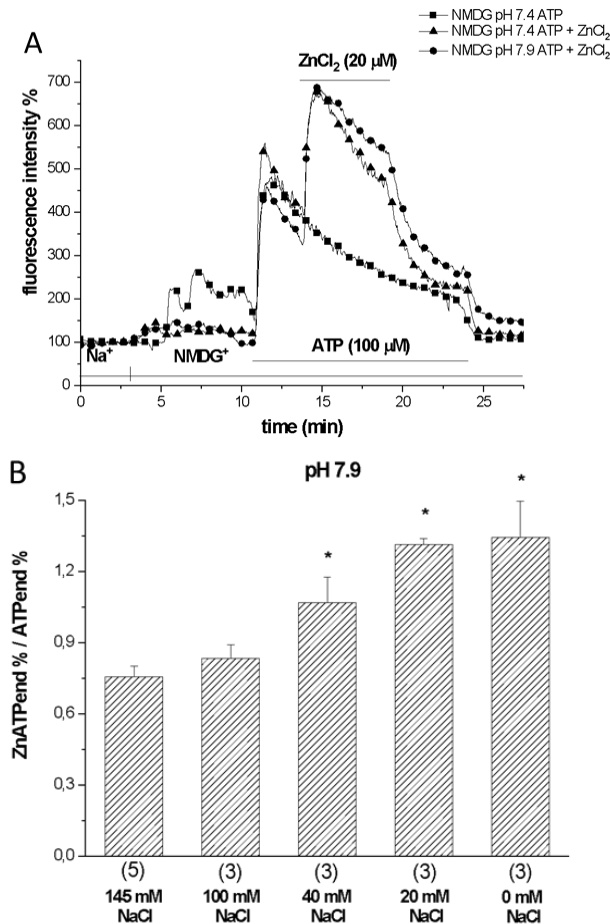 A
NMDG pH 7.4 ATP
NMDG pH 7.4 ATP + ZnCl₂
NMDG pH 7.9 ATP + ZnCl₂
ZnCl₂ (20 µM)
fluorescence intensity %
700
600
500
400
300
200
100
0
Na⁺
NMDG⁺
ATP (100 µM)
0
5
10
15
20
25
time (min)
B
pH 7.9
ZnATPend % / ATPend %
1,5
1,2
0,9
0,6
0,3
0,0
* * *
(5) (3) (3) (3) (3)
145 mM 100 mM 40 mM 20 mM 0 mM
NaCl NaCl NaCl NaCl NaCl